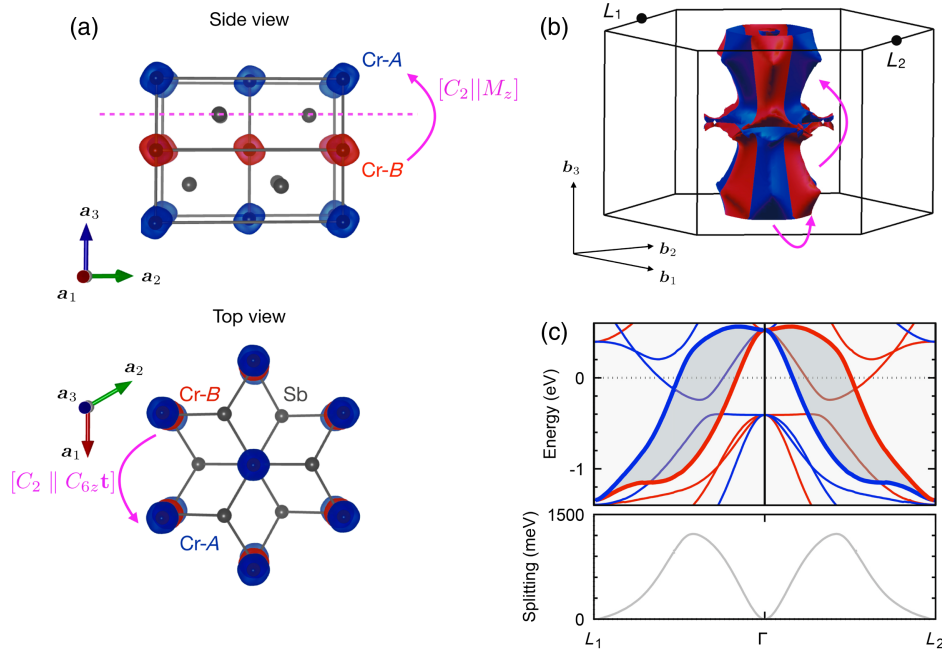 (a)
Side view
Cr-A
[C₂||M_z]
Cr-B
a₃
a₂
a₁
Top view
a₂
a₃
a₁
Cr-B
Sb
[C₂ || C₆zt]
Cr-A
(b)
L₁
L₂
b₃
b₂
b₁
(c)
Energy (eV)
0
-1
Splitting (meV)
1500
0
L₁
Γ
L₂